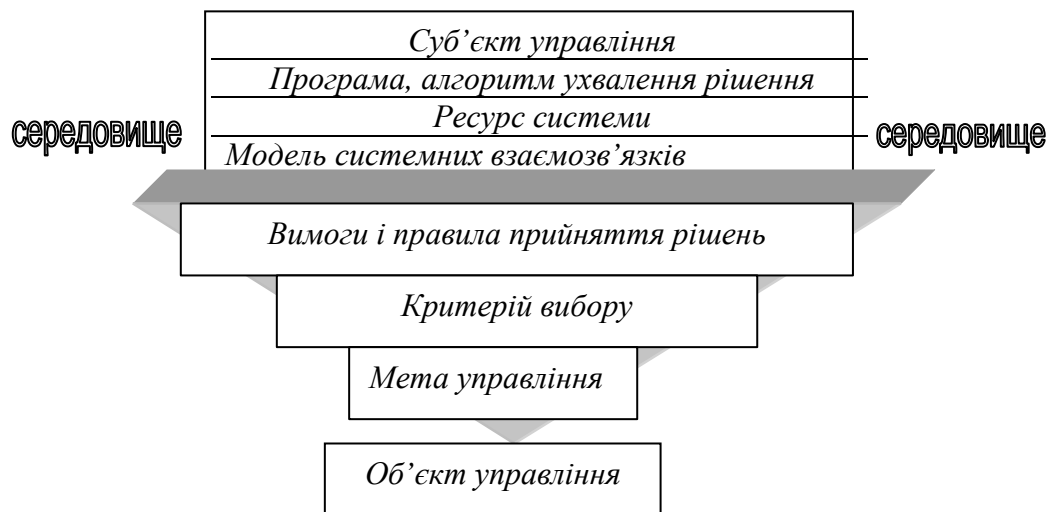 Суб’єкт управління
Програма, алгоритм ухвалення рішення
Ресурс системи
середовище
середовище
Модель системних взаємозв’язків
Вимоги і правила прийняття рішень
Критерій вибору
Мета управління
Об’єкт управління